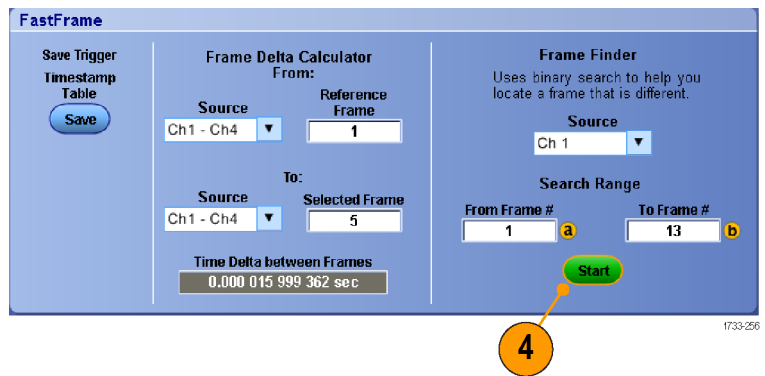 FastFrame
Save Trigger
Timestamp
Table
Save
Frame Delta Calculator
From:
Source
Reference
Frame
Ch1 - Ch4
1
To:
Source
Selected Frame
Ch1 - Ch4
5
Time Delta between Frames
0.000 015 999 362 sec
Frame Finder
Uses binary search to help you
locate a frame that is different.
Source
Ch 1
Search Range
From Frame #
To Frame #
1
a
13
b
Start
4
1733-256